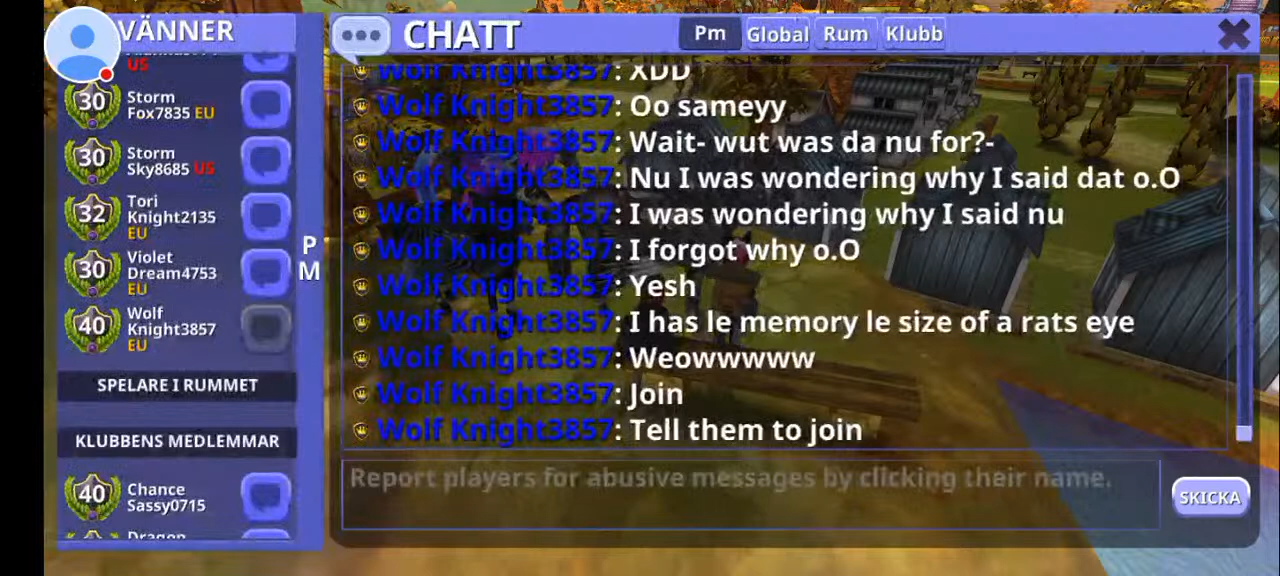 VÄNNER
US
30 Storm
Fox7835 EU
30 Storm
Sky8685 US
32 Tori
Knight2135
EU
30 Violet
Dream4753
EU
40 Wolf
Knight3857
EU
SPELARE I RUMMET
KLUBBENS MEDLEMMAR
40 Chance
Sassy0715
Dragon
P
M
CHATT
Pm Global Rum Klubb
Wolf Knight3857: XDD
Wolf Knight3857: Oo sameyy
Wolf Knight3857: Wait- wut was da nu for?-
Wolf Knight3857: Nu I was wondering why I said dat o.O
Wolf Knight3857: I was wondering why I said nu
Wolf Knight3857: I forgot why o.O
Wolf Knight3857: Yesh
Wolf Knight3857: I has le memory le size of a rats eye
Wolf Knight3857: Weowwwww
Wolf Knight3857: Join
Wolf Knight3857: Tell them to join
Report players for abusive messages by clicking their name.
SKICKA